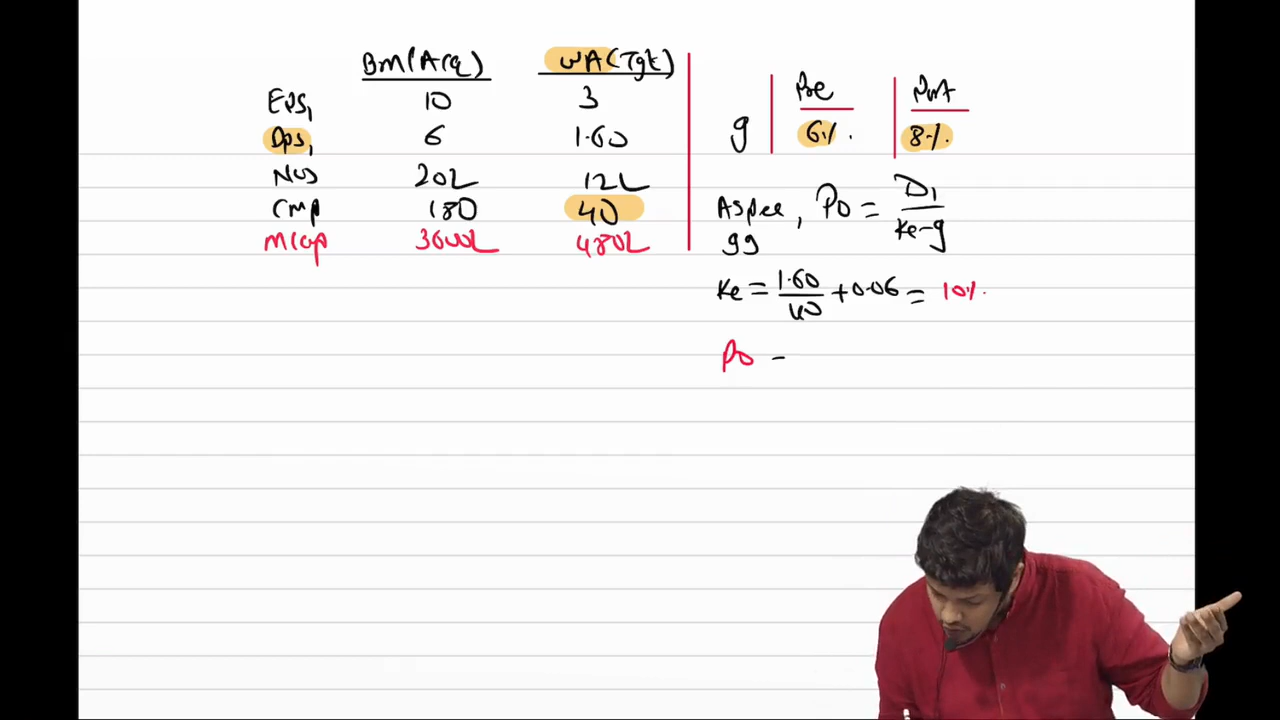 BM(Acq) WA(Tgt)
EPS1 10 3
DPS1 6 1.60
NOS 20L 12L
CMP 180 40
MCap 3600L 480L
Pre Post
g 6%. 8%.
As per gg, P0 = D1 / Ke-g
Ke = 1.60 / 40 + 0.06 = 10%
P0 =